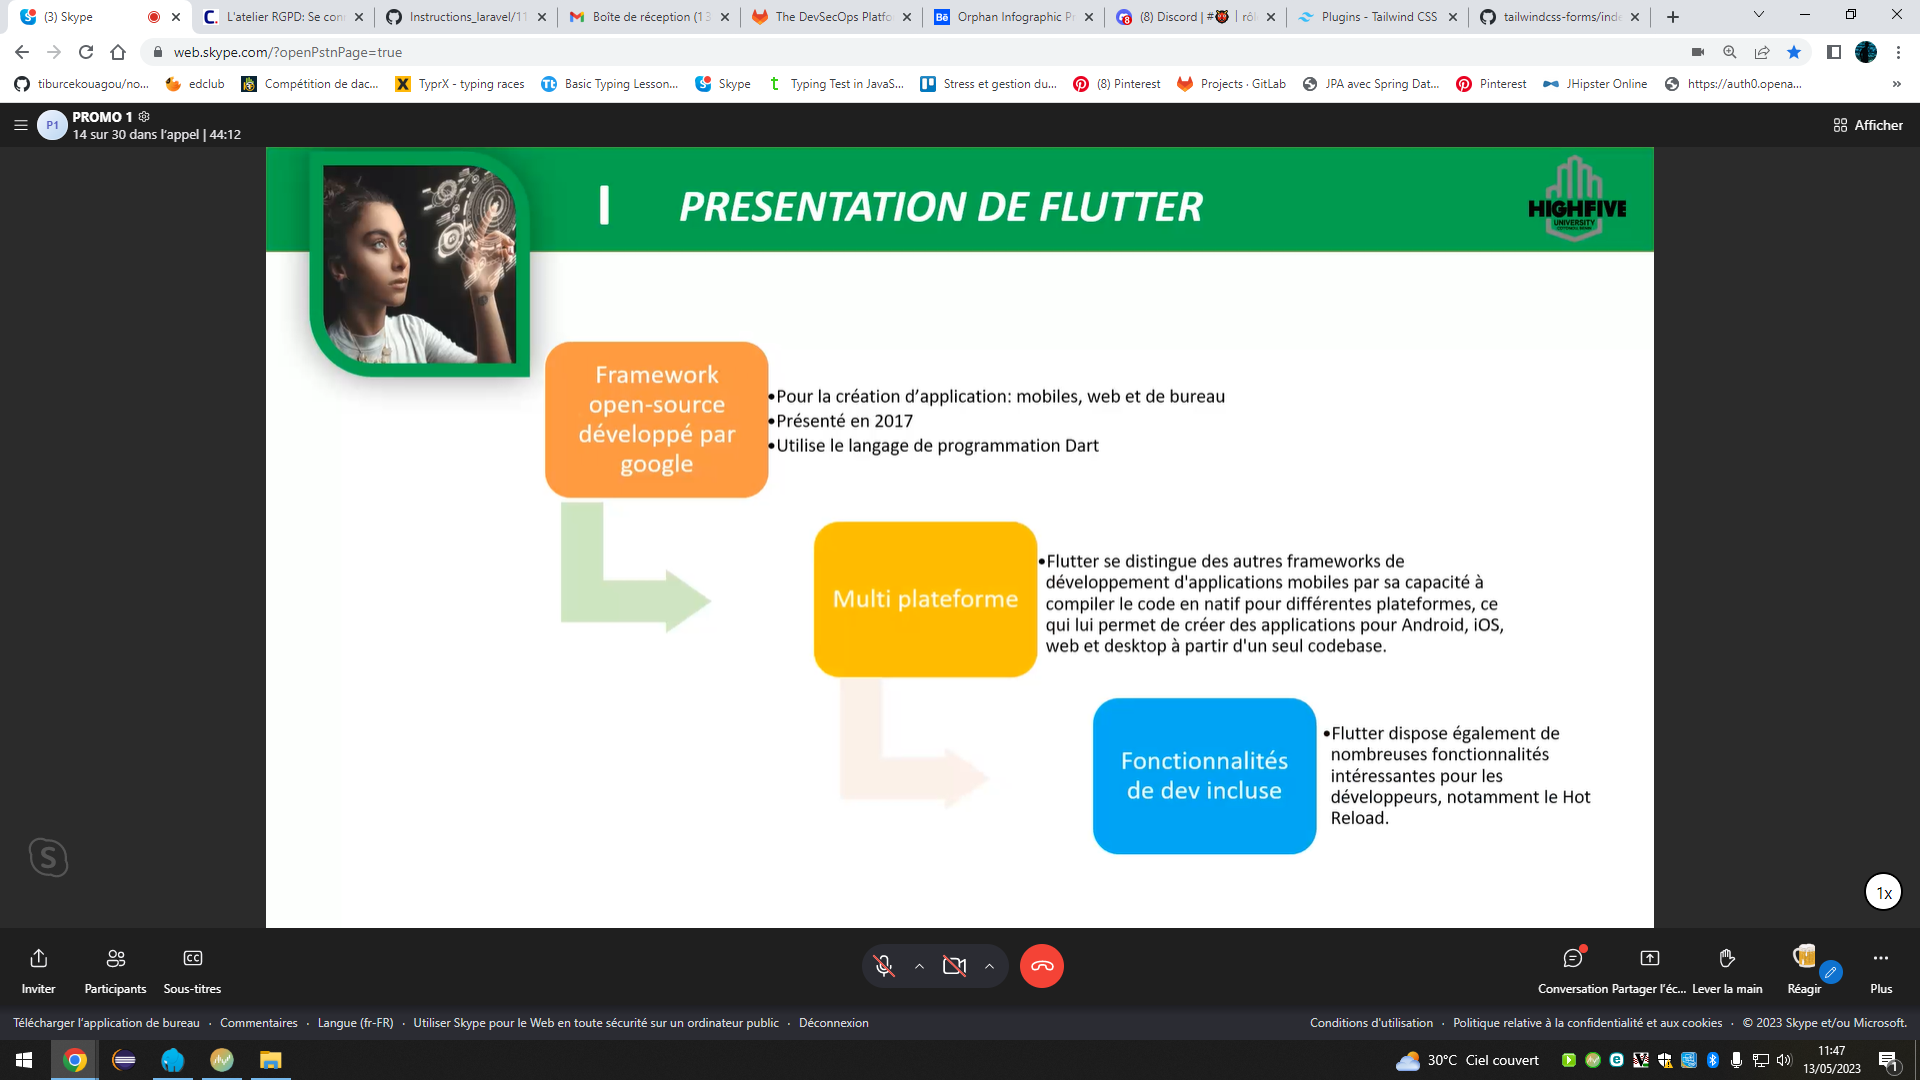 (3) Skype
L'atelier RGPD: Se con
Instructions_laravel/11
Boîte de réception (13
The DevSecOps Platfo
Orphan Infographic Pr
(8) Discord | # | rôl
Plugins - Tailwind CSS
tailwindcss-forms/inde
web.skype.com/?openPstnPage=true
tiburcekouagou/no...
edclub
Compétition de dac...
TyprX - typing races
Basic Typing Lesson...
Skype
Typing Test in JavaS...
Stress et gestion du...
(8) Pinterest
Projects · GitLab
JPA avec Spring Dat...
Pinterest
JHipster Online
https://auth0.opena...
»
P1
PROMO 1
14 sur 30 dans l'appel | 44:12
Afficher
I
PRESENTATION DE FLUTTER
HIGHFIVE
UNIVERSITY
Framework
open-source
développé par
google
•Pour la création d'application: mobiles, web et de bureau
•Présenté en 2017
•Utilise le langage de programmation Dart
Multi plateforme
•Flutter se distingue des autres frameworks de
développement d'applications mobiles par sa capacité à
compiler le code en natif pour différentes plateformes, ce
qui lui permet de créer des applications pour Android, iOS,
web et desktop à partir d'un seul codebase.
Fonctionnalités
de dev incluse
•Flutter dispose également de
nombreuses fonctionnalités
intéressantes pour les
développeurs, notamment le Hot
Reload.
1x
Inviter
Participants
Sous-titres
Conversation
Partager l'éc...
Lever la main
Réagir
Plus
Télécharger l'application de bureau · Commentaires · Langue (fr-FR) · Utiliser Skype pour le Web en toute sécurité sur un ordinateur public · Déconnexion
Conditions d'utilisation · Politique relative à la confidentialité et aux cookies · © 2023 Skype et/ou Microsoft.
30°C Ciel couvert
11:47
13/05/2023
1